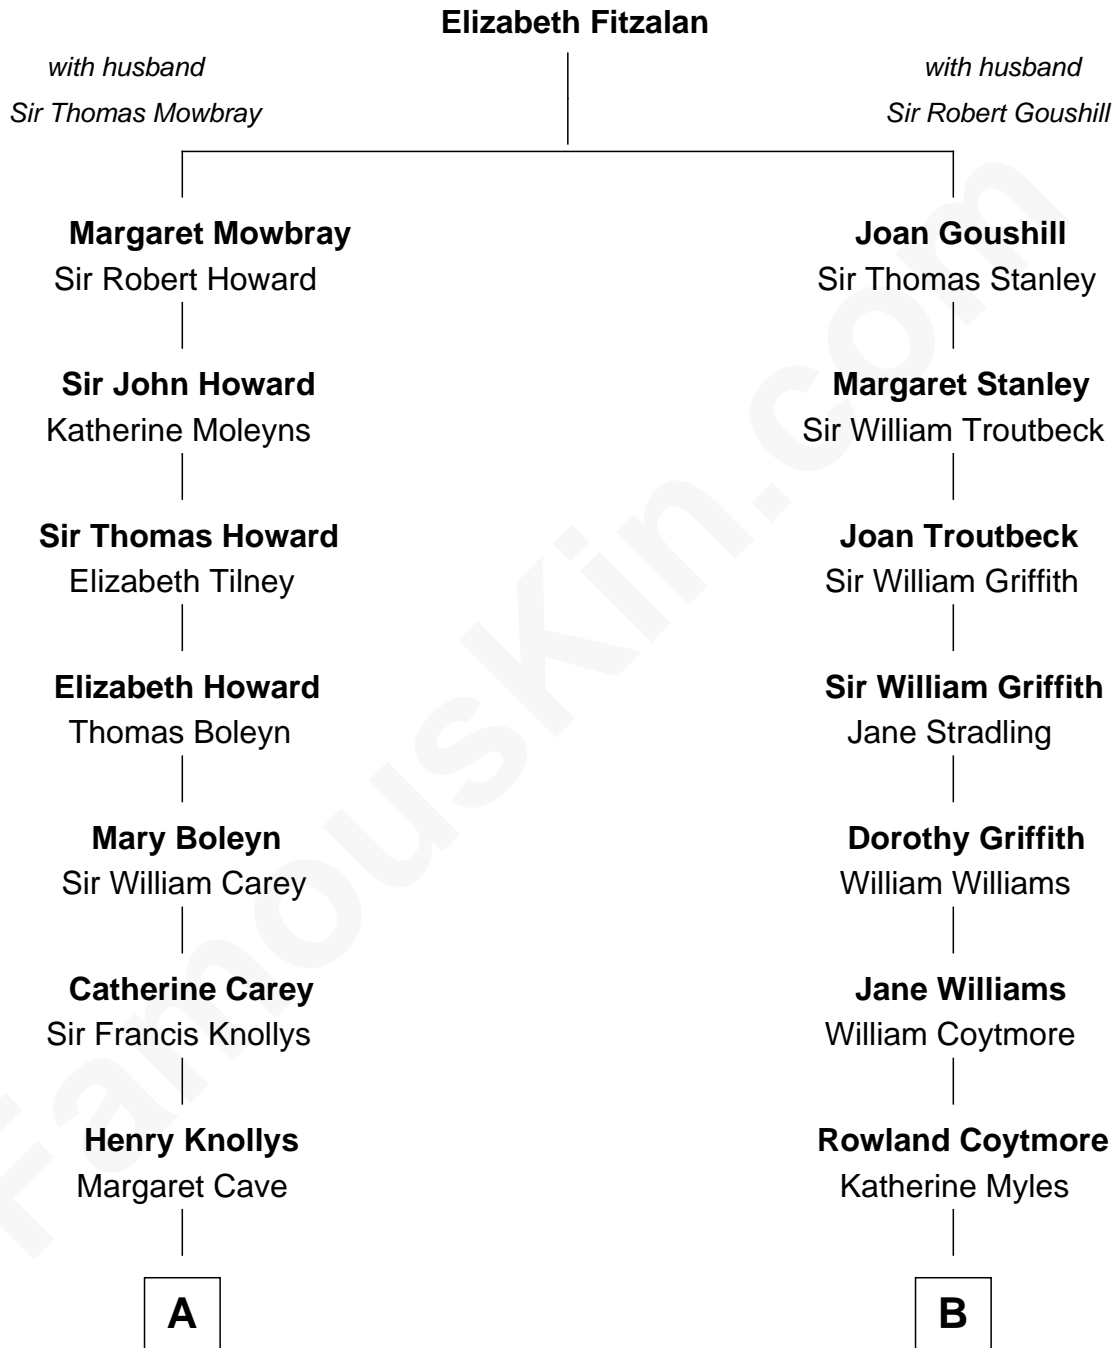 Elizabeth Fitzalan
with husband
Sir Thomas Mowbray
with husband
Sir Robert Goushill
Margaret Mowbray
Sir Robert Howard
Joan Goushill
Sir Thomas Stanley
Sir John Howard
Katherine Moleyns
Margaret Stanley
Sir William Troutbeck
Sir Thomas Howard
Elizabeth Tilney
Joan Troutbeck
Sir William Griffith
Elizabeth Howard
Thomas Boleyn
Sir William Griffith
Jane Stradling
Mary Boleyn
Sir William Carey
Dorothy Griffith
William Williams
Catherine Carey
Sir Francis Knollys
Jane Williams
William Coytmore
Henry Knollys
Margaret Cave
Rowland Coytmore
Katherine Myles
A
B
FamousKin.com